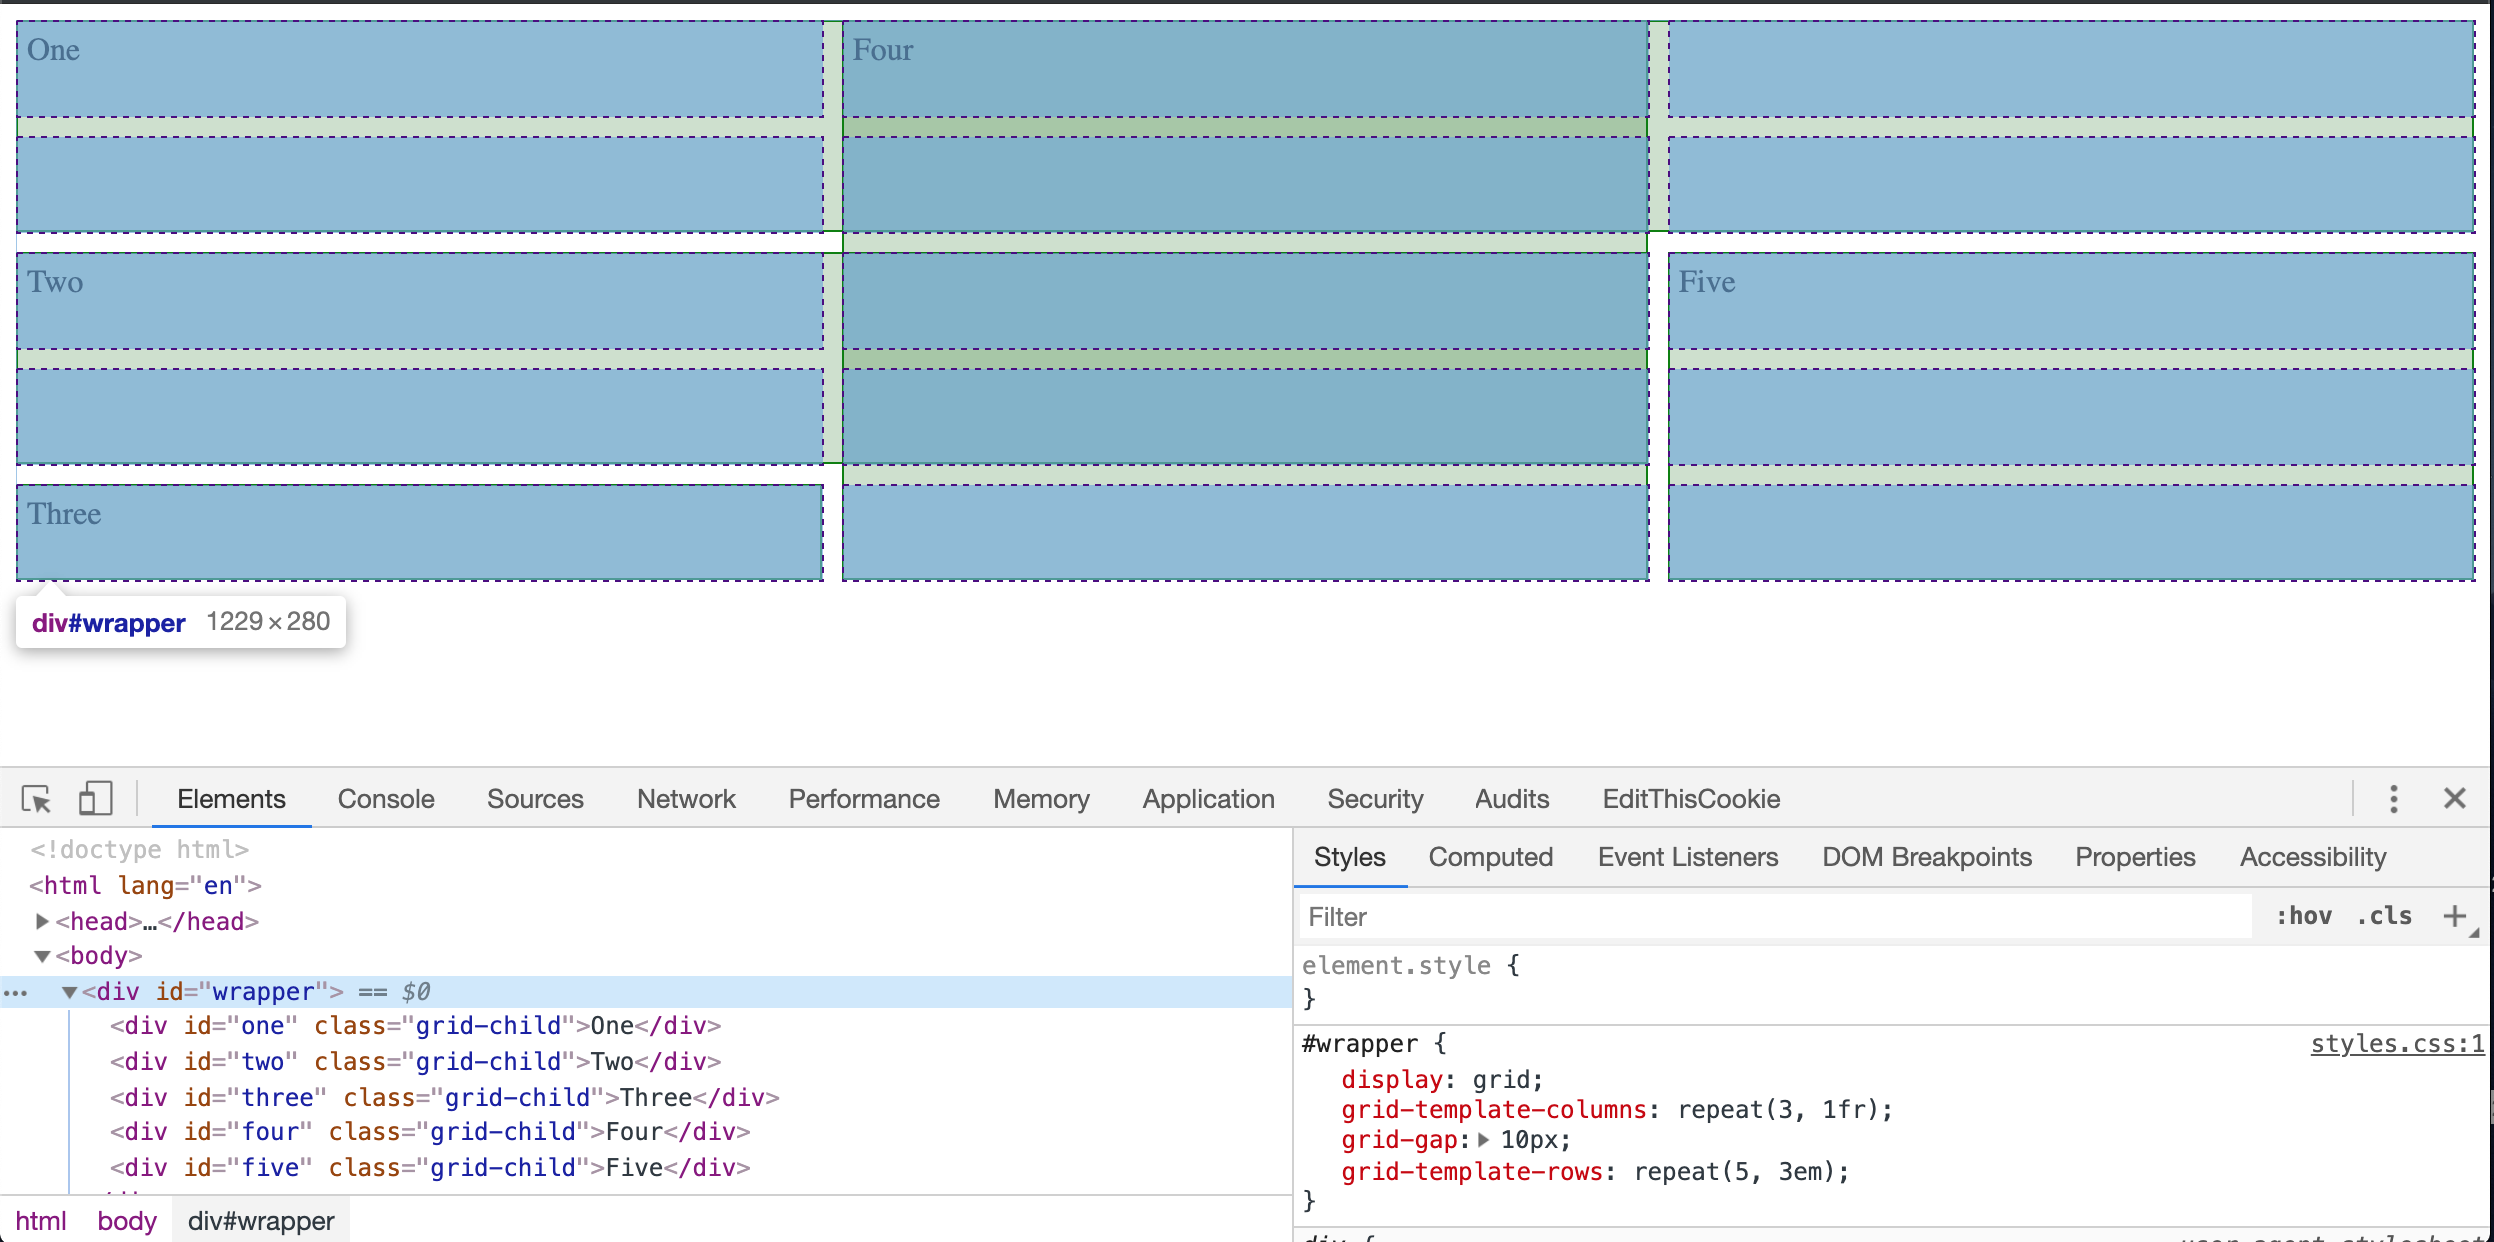 One Four
Two Five
Three
div#wrapper 1229×280
Elements Console Sources Network Performance Memory Application Security Audits EditThisCookie
<!doctype html>
<html lang="en">
<head>…</head>
<body>
<div id="wrapper"> == $0
<div id="one" class="grid-child">One</div>
<div id="two" class="grid-child">Two</div>
<div id="three" class="grid-child">Three</div>
<div id="four" class="grid-child">Four</div>
<div id="five" class="grid-child">Five</div>
html body div#wrapper
Styles Computed Event Listeners DOM Breakpoints Properties Accessibility
Filter :hov .cls +
element.style {
}
#wrapper { styles.css:1
display: grid;
grid-template-columns: repeat(3, 1fr);
grid-gap: 10px;
grid-template-rows: repeat(5, 3em);
}
div { user agent stylesheet